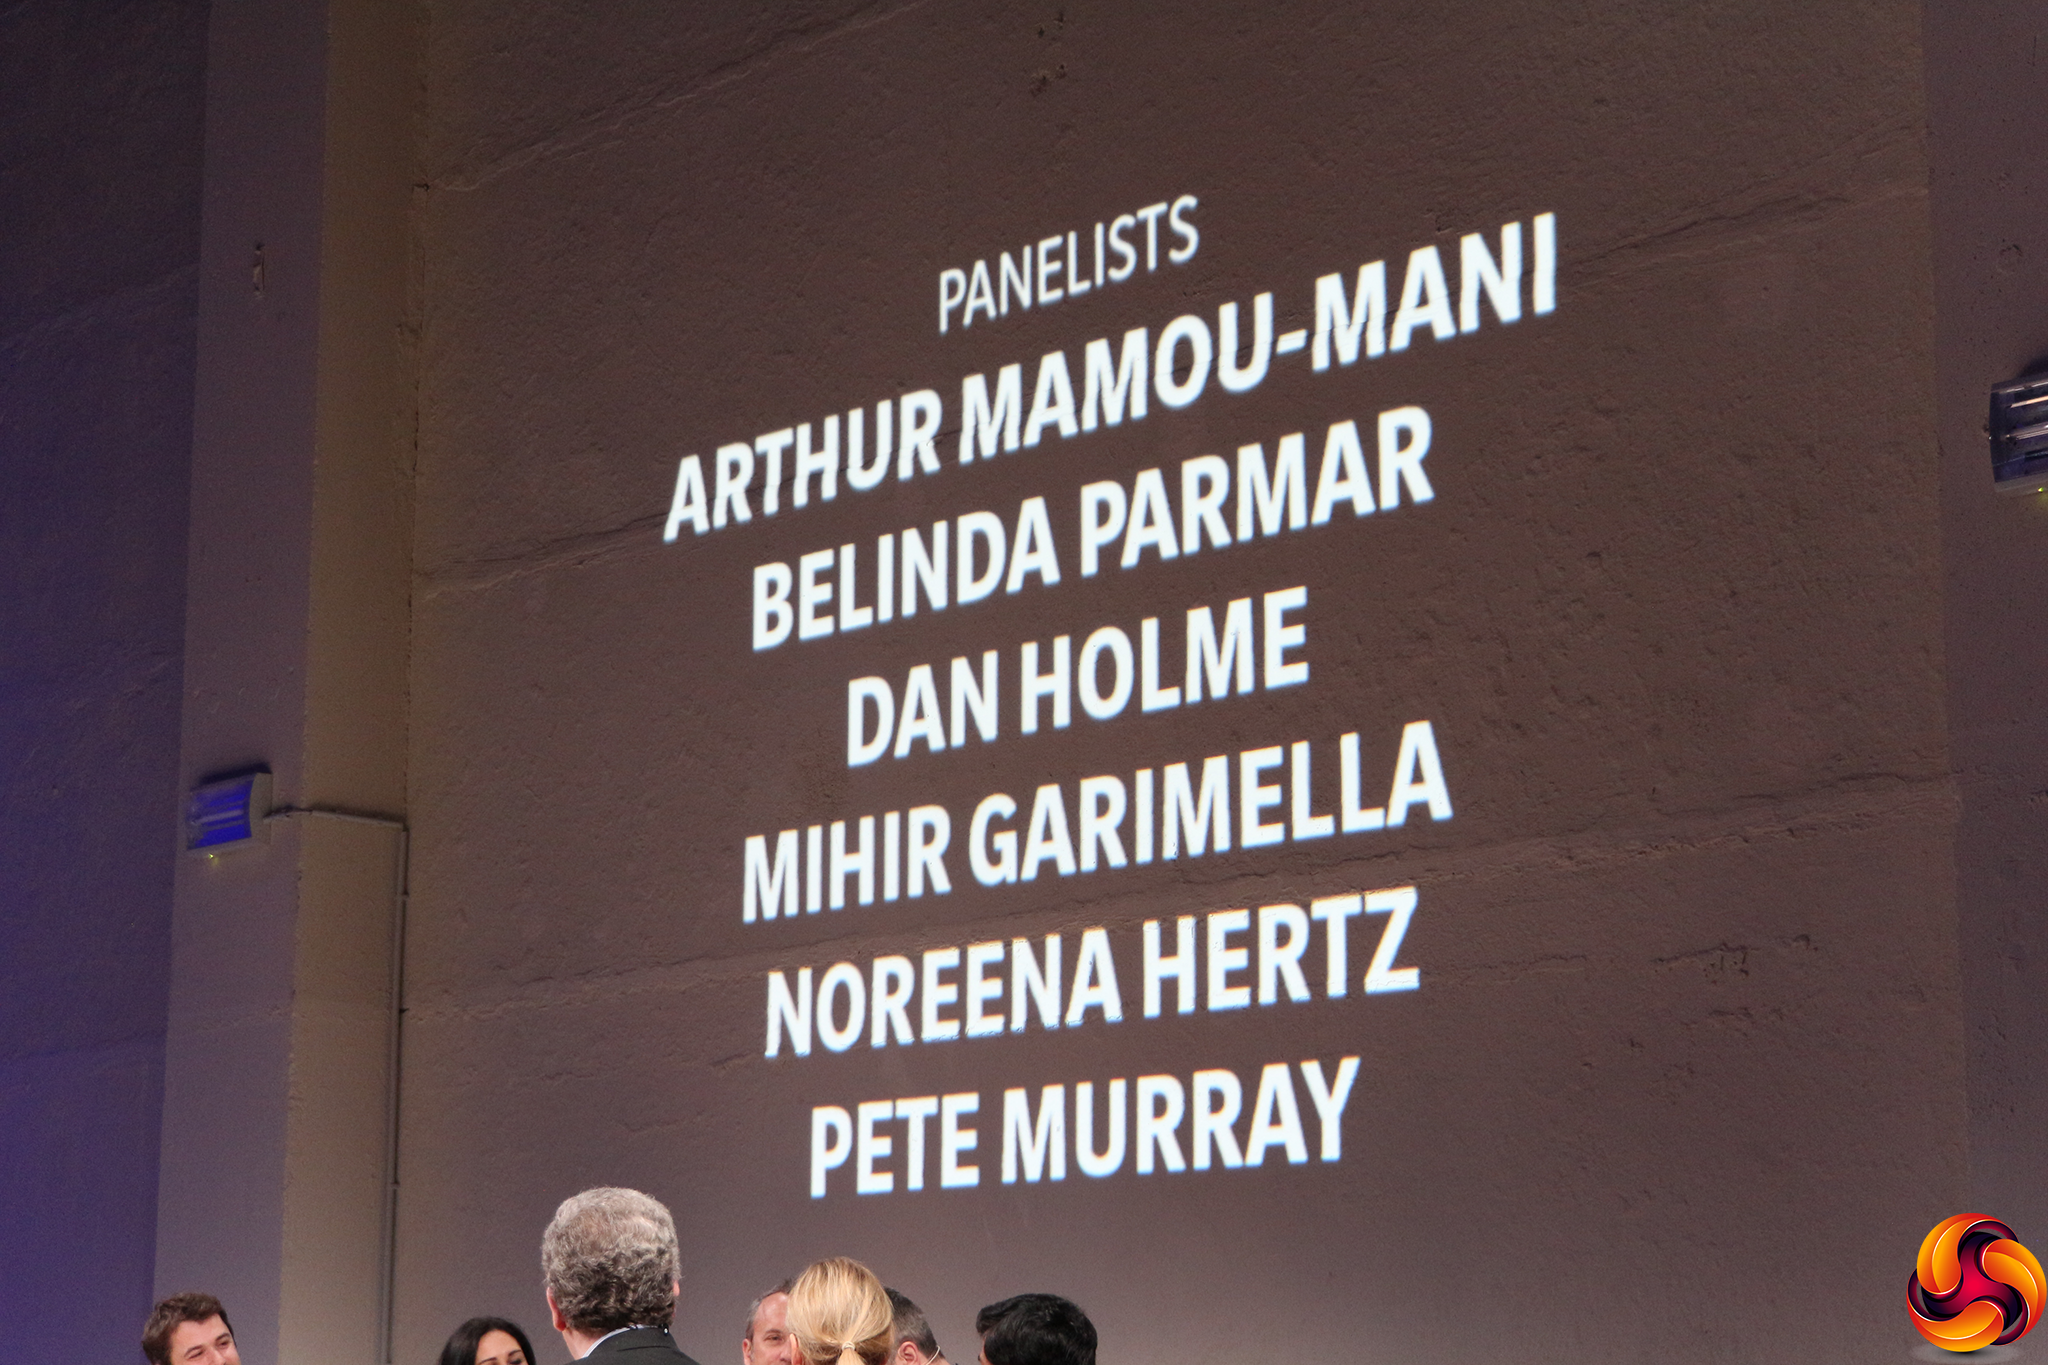 PANELISTS
ARTHUR MAMOU-MANI
BELINDA PARMAR
DAN HOLME
MIHIR GARIMELLA
NOREENA HERTZ
PETE MURRAY